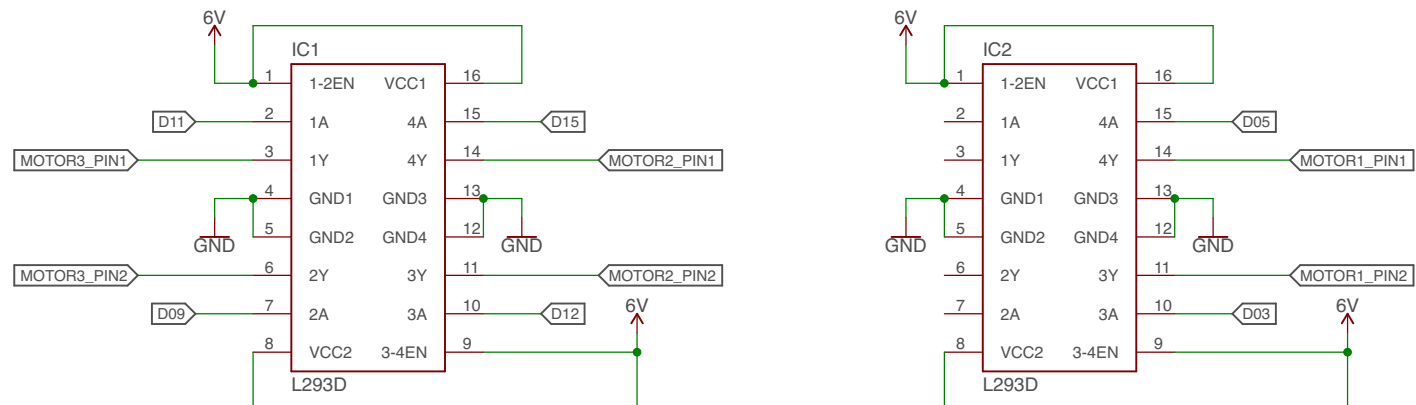 6V
IC1
1 1-2EN VCC1 16
D11 2 1A 4A 15 D15
MOTOR3_PIN1 3 1Y 4Y 14 MOTOR2_PIN1
4 GND1 GND3 13
GND 5 GND2 GND4 12 GND
MOTOR3_PIN2 6 2Y 3Y 11 MOTOR2_PIN2
D09 7 2A 3A 10 D12
6V
8 VCC2 3-4EN 9
L293D
6V
IC2
1 1-2EN VCC1 16
2 1A 4A 15 D05
3 1Y 4Y 14 MOTOR1_PIN1
4 GND1 GND3 13
GND 5 GND2 GND4 12 GND
6 2Y 3Y 11 MOTOR1_PIN2
7 2A 3A 10 D03
6V
8 VCC2 3-4EN 9
L293D